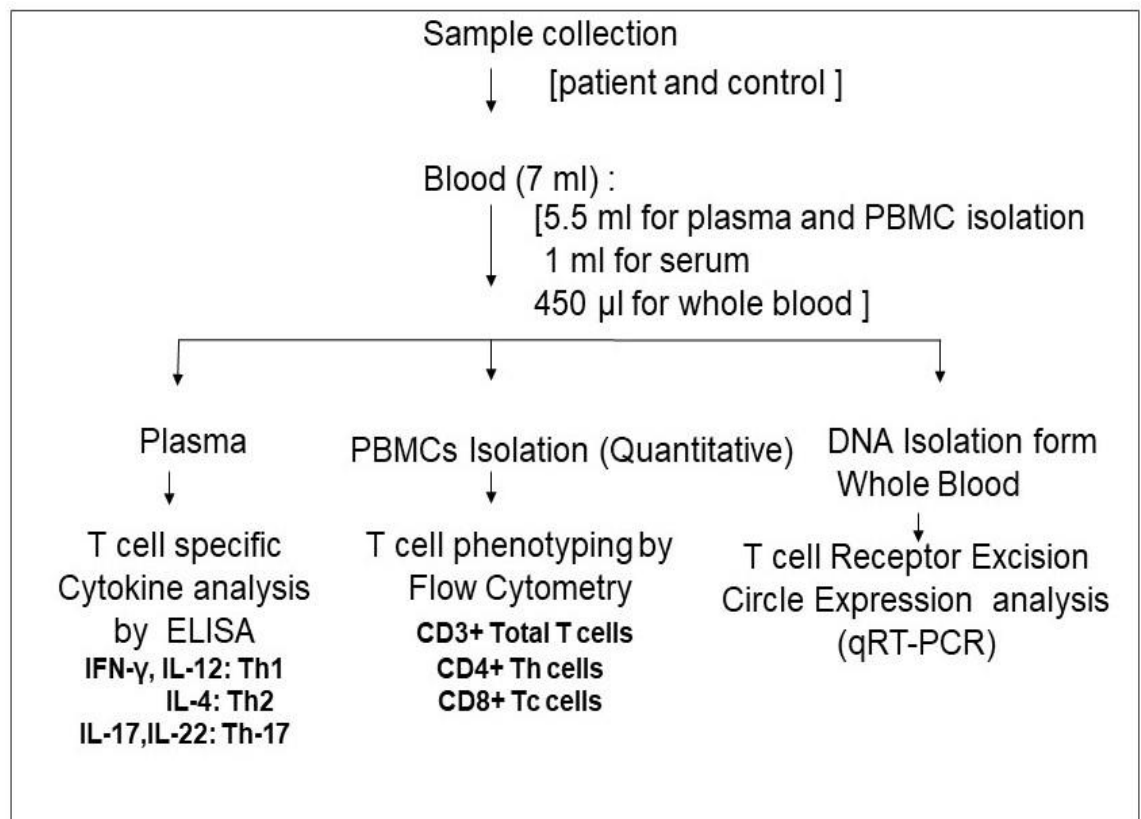 Sample collection
[patient and control ]
Blood (7 ml) :
[5.5 ml for plasma and PBMC isolation
1 ml for serum
450 µl for whole blood ]
Plasma
T cell specific
Cytokine analysis
by ELISA
IFN-γ, IL-12: Th1
IL-4: Th2
IL-17,IL-22: Th-17
PBMCs Isolation (Quantitative)
T cell phenotyping by
Flow Cytometry
CD3+ Total T cells
CD4+ Th cells
CD8+ Tc cells
DNA Isolation form
Whole Blood
T cell Receptor Excision
Circle Expression analysis
(qRT-PCR)